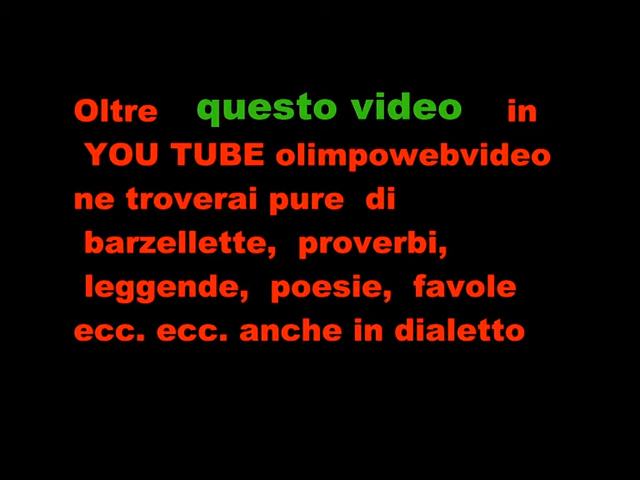 Oltre questo video in
YOU TUBE olimpowebvideo
ne troverai pure di
barzellette, proverbi,
leggende, poesie, favole
ecc. ecc. anche in dialetto